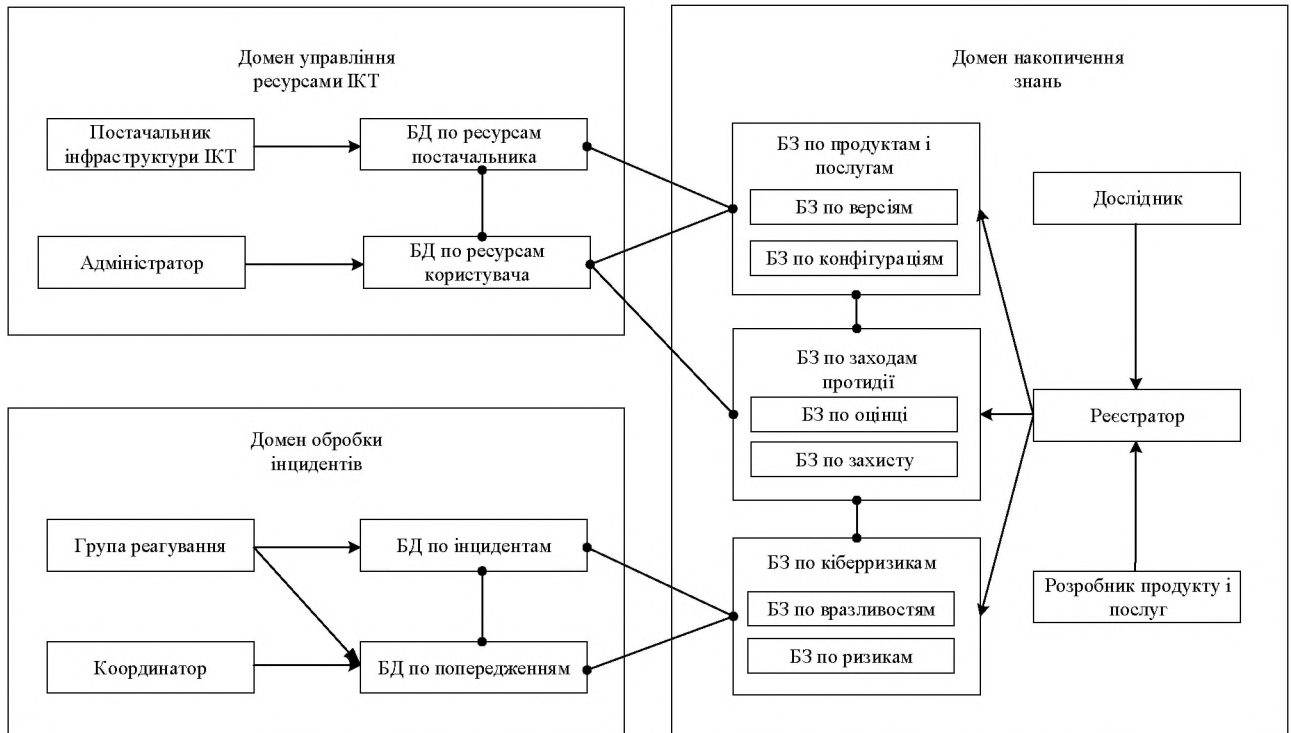 Домен управління
ресурсами ІКТ
Постачальник
інфраструктури ІКТ
БД по ресурсам
постачальника
Адміністратор
БД по ресурсам
користувача
Домен обробки
інцидентів
Група реагування
БД по інцидентам
Координатор
БД по попередженням
Домен накопичення
знань
БЗ по продуктам і
послугам
БЗ по версіям
БЗ по конфігураціям
БЗ по заходам
протидії
БЗ по оцінці
БЗ по захисту
БЗ по кіберризикам
БЗ по вразливостям
БЗ по ризикам
Дослідник
Реєстратор
Розробник продукту і
послуг